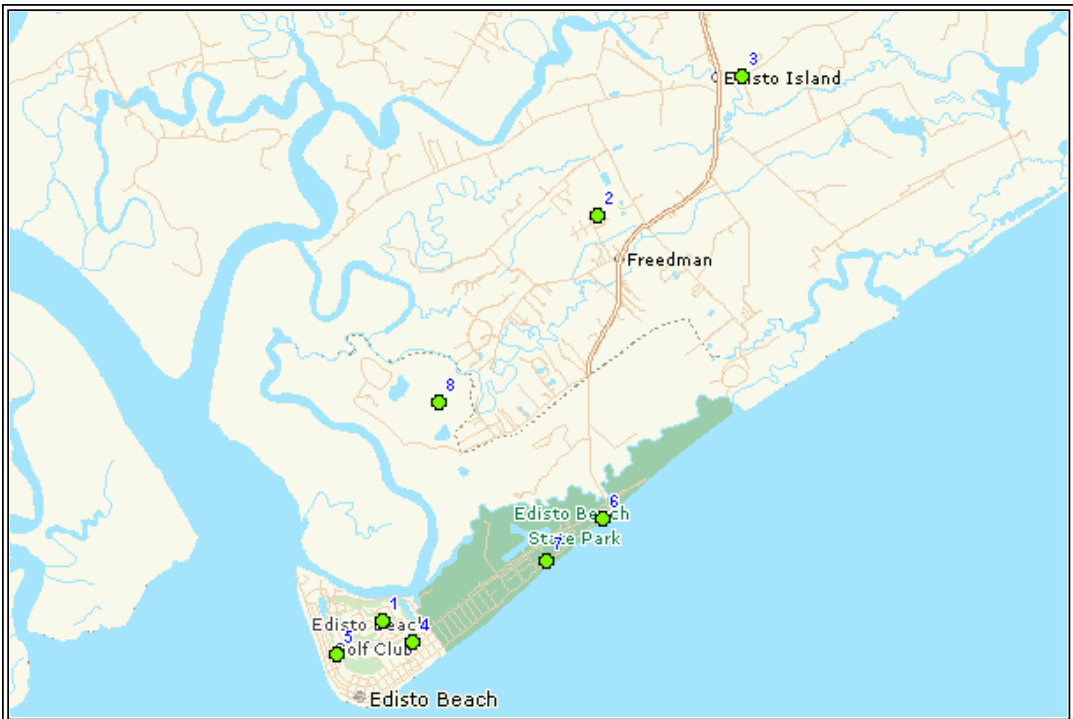 3
Edisto Island
2
Freedman
8
6
Edisto Beach
State Park
7
1
Edisto Beach
4
5
Golf Club
Edisto Beach